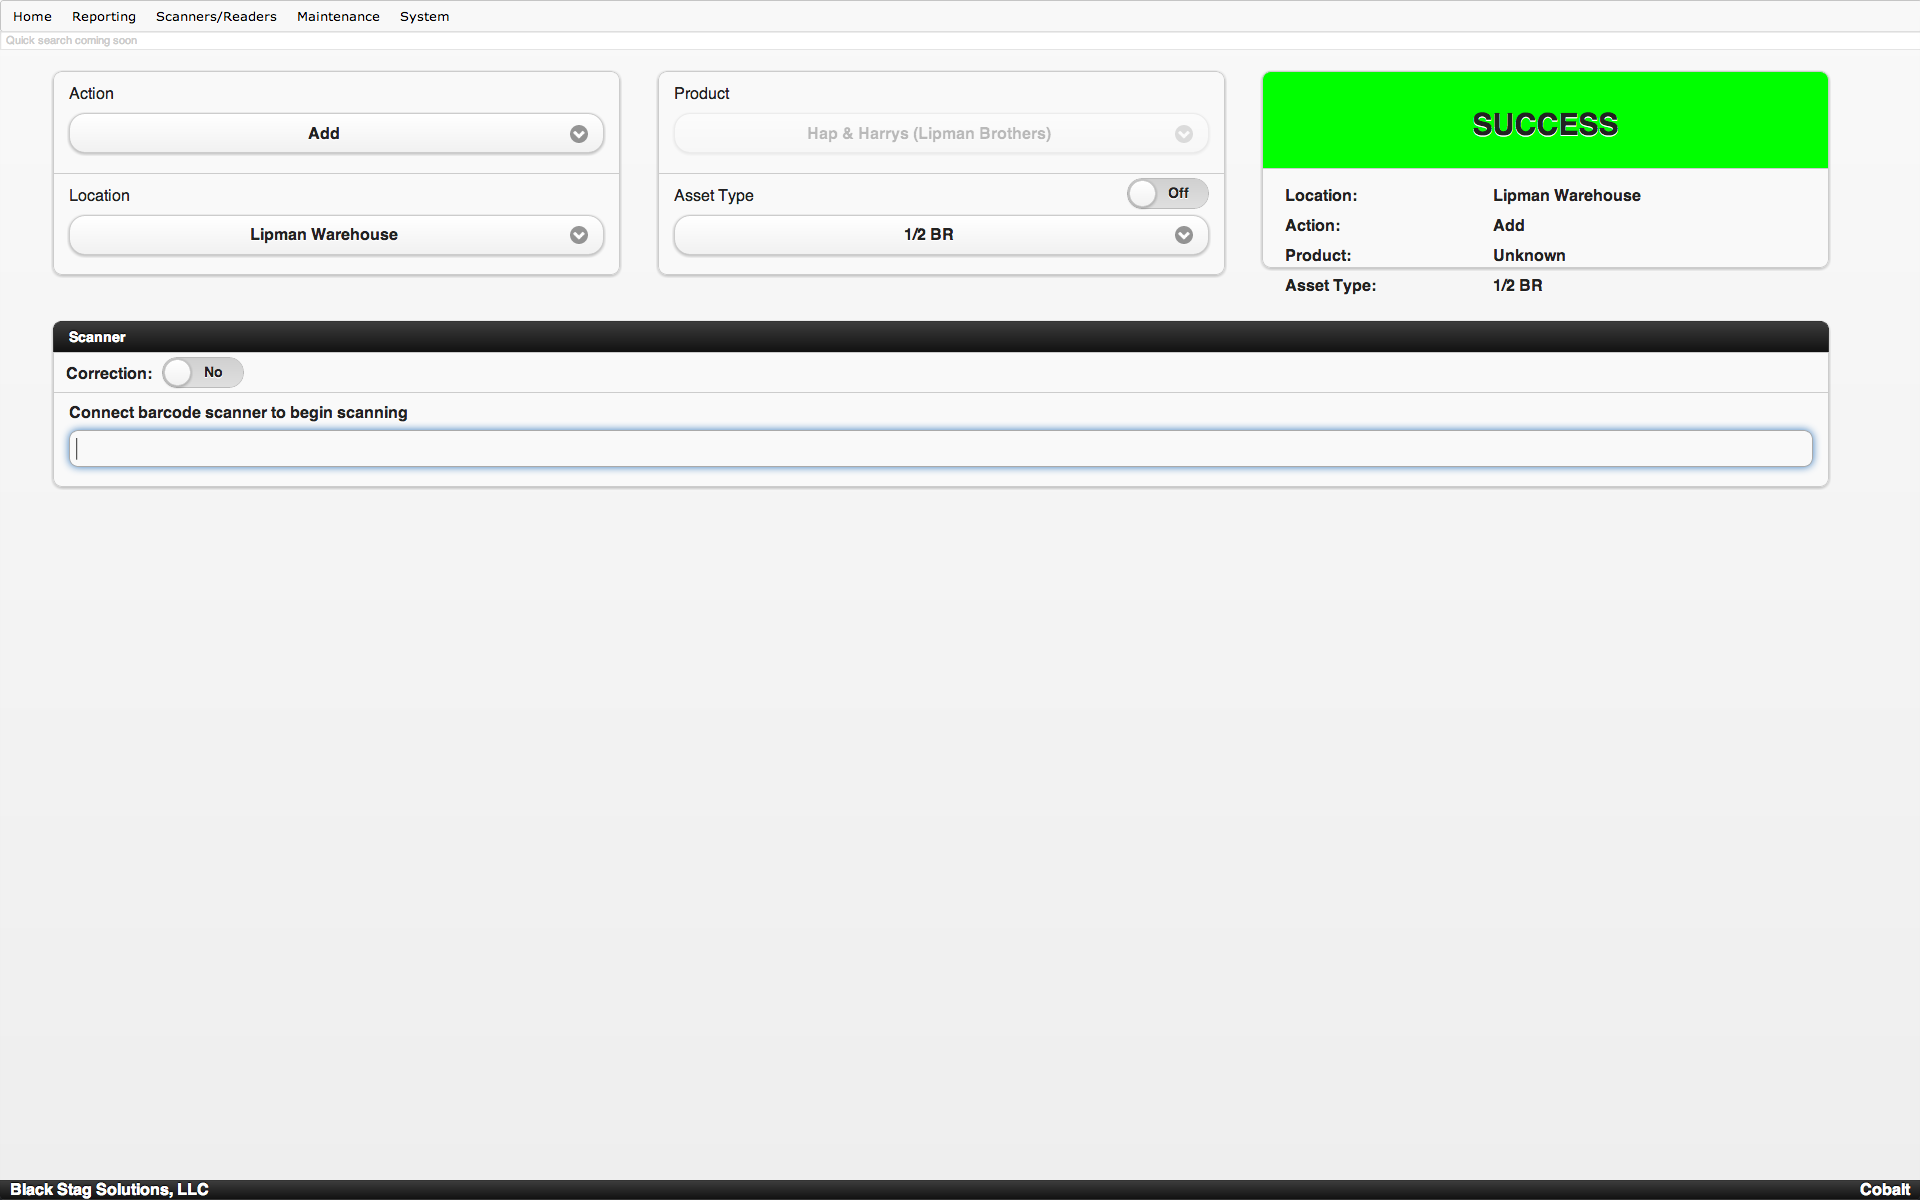 Home Reporting Scanners/Readers Maintenance System
Quick search coming soon
Action
Add
Location
Lipman Warehouse
Product
Hap & Harrys (Lipman Brothers)
Asset Type Off
1/2 BR
SUCCESS
Location: Lipman Warehouse
Action: Add
Product: Unknown
Asset Type: 1/2 BR
Scanner
Correction: No
Connect barcode scanner to begin scanning
Black Stag Solutions, LLC Cobalt